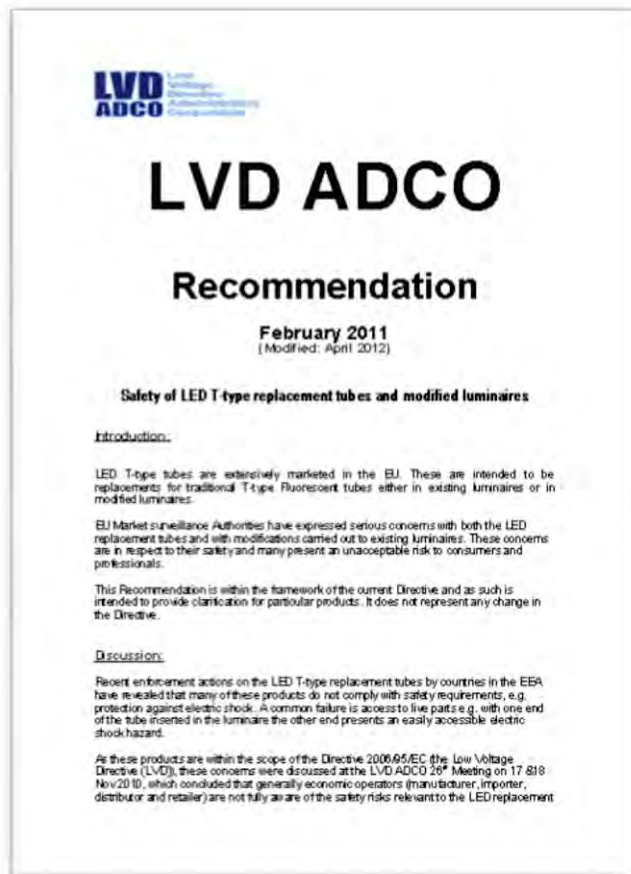 LVD
ADCO
Low
Voltage
Directive
Administrative
Cooperation
LVD ADCO
Recommendation
February 2011
(Modified: April 2012)
Safety of LED T-type replacement tubes and modified luminaires
Introduction:
LED T-type tubes are extensively marketed in the EU. These are intended to be
replacements for traditional T-type Fluorescent tubes either in existing luminaires or in
modified luminaires.
EU Market surveillance Authorities have expressed serious concerns with both the LED
replacement tubes and with modifications carried out to existing luminaires. These concerns
are in respect to their safety and many present an unacceptable risk to consumers and
professionals.
This Recommendation is within the framework of the current Directive and as such is
intended to provide clarification for particular products. It does not represent any change in
the Directive.
Discussion:
Recent enforcement actions on the LED T-type replacement tubes by countries in the EEA
have revealed that many of these products do not comply with safety requirements, e.g.
protection against electric shock. A common failure is access to live parts e.g. with one end
of the tube inserted in the luminaire the other end presents an easily accessible electric
shock hazard.
As these products are within the scope of the Directive 2006/95/EC (the Low Voltage
Directive (LVD)), these concerns were discussed at the LVD ADCO 26th Meeting on 17 &18
Nov 2010, which concluded that generally economic operators (manufacturer, importer,
distributor and retailer) are not fully aware of the safety risks relevant to the LED replacement